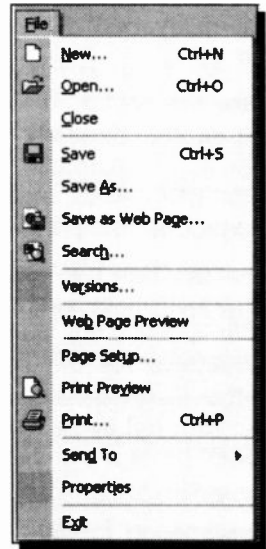 File
New... Ctrl+N
Open... Ctrl+O
Close
Save Ctrl+S
Save As...
Save as Web Page...
Search...
Versions...
Web Page Preview
Page Setup...
Print Preview
Print... Ctrl+P
Send To
Properties
Exit